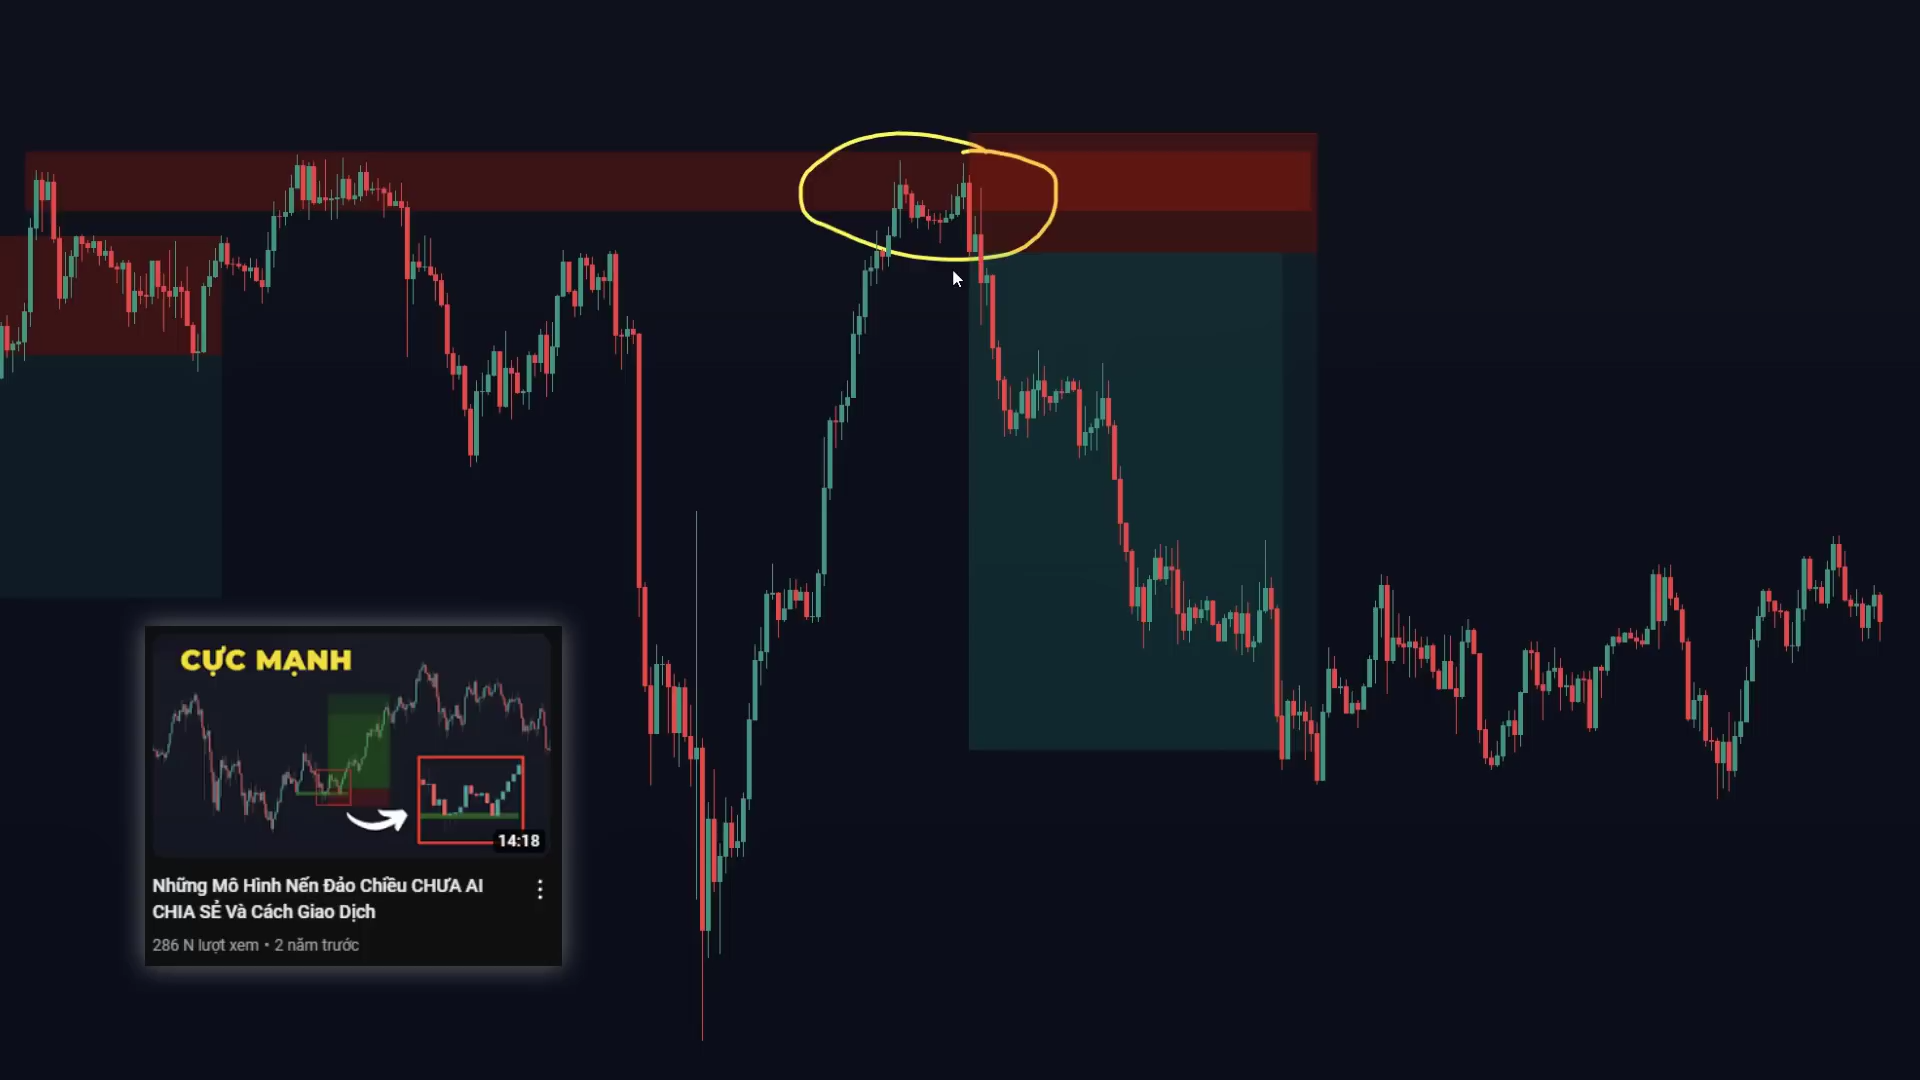 CỰC MẠNH
14:18
Những Mô Hình Nến Đảo Chiều CHƯA AI
CHIA SẺ Và Cách Giao Dịch
286 N lượt xem • 2 năm trước